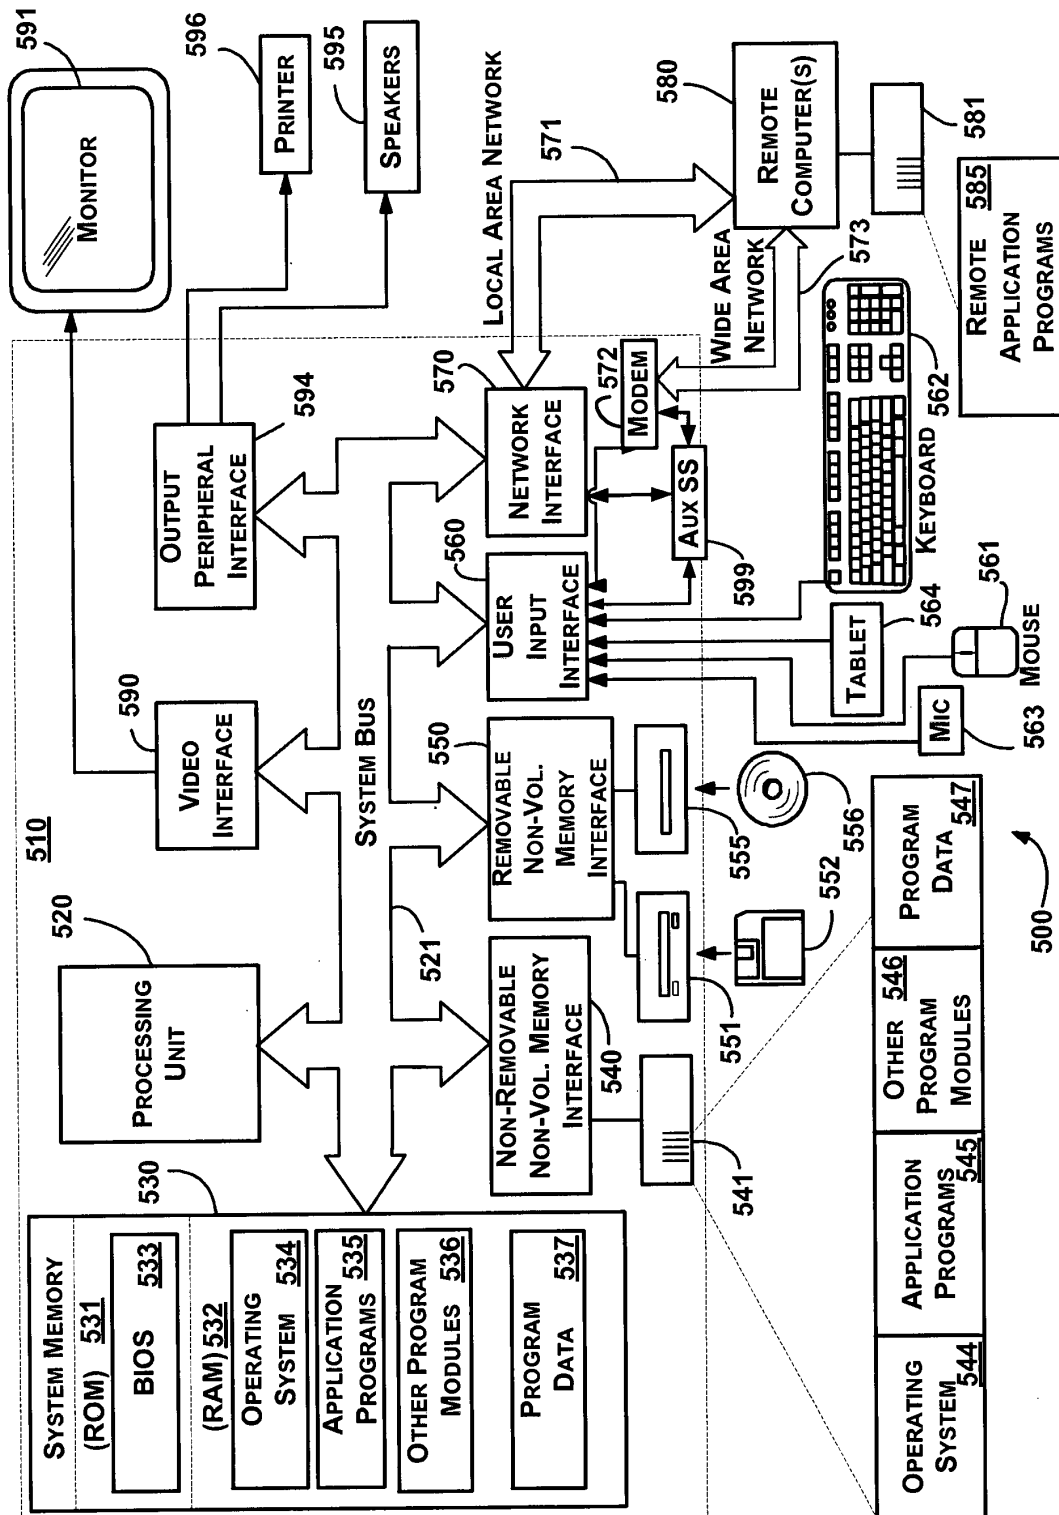 510
SYSTEM MEMORY
(ROM) 531
BIOS 533
(RAM) 532
OPERATING
SYSTEM 534
APPLICATION
PROGRAMS 535
OTHER PROGRAM
MODULES 536
PROGRAM
DATA 537
530
PROCESSING
UNIT
520
VIDEO
INTERFACE
590
OUTPUT
PERIPHERAL
INTERFACE
594
MONITOR
591
PRINTER
596
SPEAKERS
595
SYSTEM BUS
521
NON-REMOVABLE
NON-VOL. MEMORY
INTERFACE
540
REMOVABLE
NON-VOL.
MEMORY
INTERFACE
550
USER
INPUT
INTERFACE
560
NETWORK
INTERFACE
570
LOCAL AREA NETWORK
571
MODEM
572
AUX SS
599
WIDE AREA
NETWORK
573
REMOTE
COMPUTER(S)
580
581
REMOTE 585
APPLICATION
PROGRAMS
541
551
552
555
556
MIC
563
MOUSE
561
TABLET
564
KEYBOARD
562
OPERATING
SYSTEM 544
APPLICATION
PROGRAMS 545
OTHER 546
PROGRAM
MODULES
PROGRAM
DATA 547
500